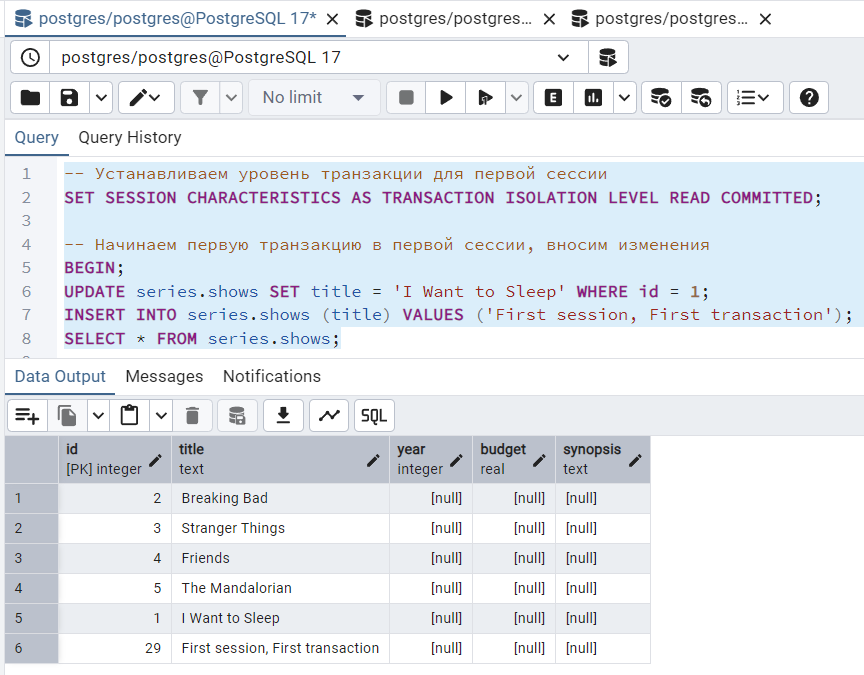 postgres/postgres@PostgreSQL 17* postgres/postgres... postgres/postgres...
postgres/postgres@PostgreSQL 17
No limit E
Query Query History
1 -- Устанавливаем уровень транзакции для первой сессии
2 SET SESSION CHARACTERISTICS AS TRANSACTION ISOLATION LEVEL READ COMMITTED;
3
4 -- Начинаем первую транзакцию в первой сессии, вносим изменения
5 BEGIN;
6 UPDATE series.shows SET title = 'I Want to Sleep' WHERE id = 1;
7 INSERT INTO series.shows (title) VALUES ('First session, First transaction');
8 SELECT * FROM series.shows;
Data Output Messages Notifications
SQL
id title year budget synopsis
[PK] integer text integer real text
1 2 Breaking Bad [null] [null] [null]
2 3 Stranger Things [null] [null] [null]
3 4 Friends [null] [null] [null]
4 5 The Mandalorian [null] [null] [null]
5 1 I Want to Sleep [null] [null] [null]
6 29 First session, First transaction [null] [null] [null]